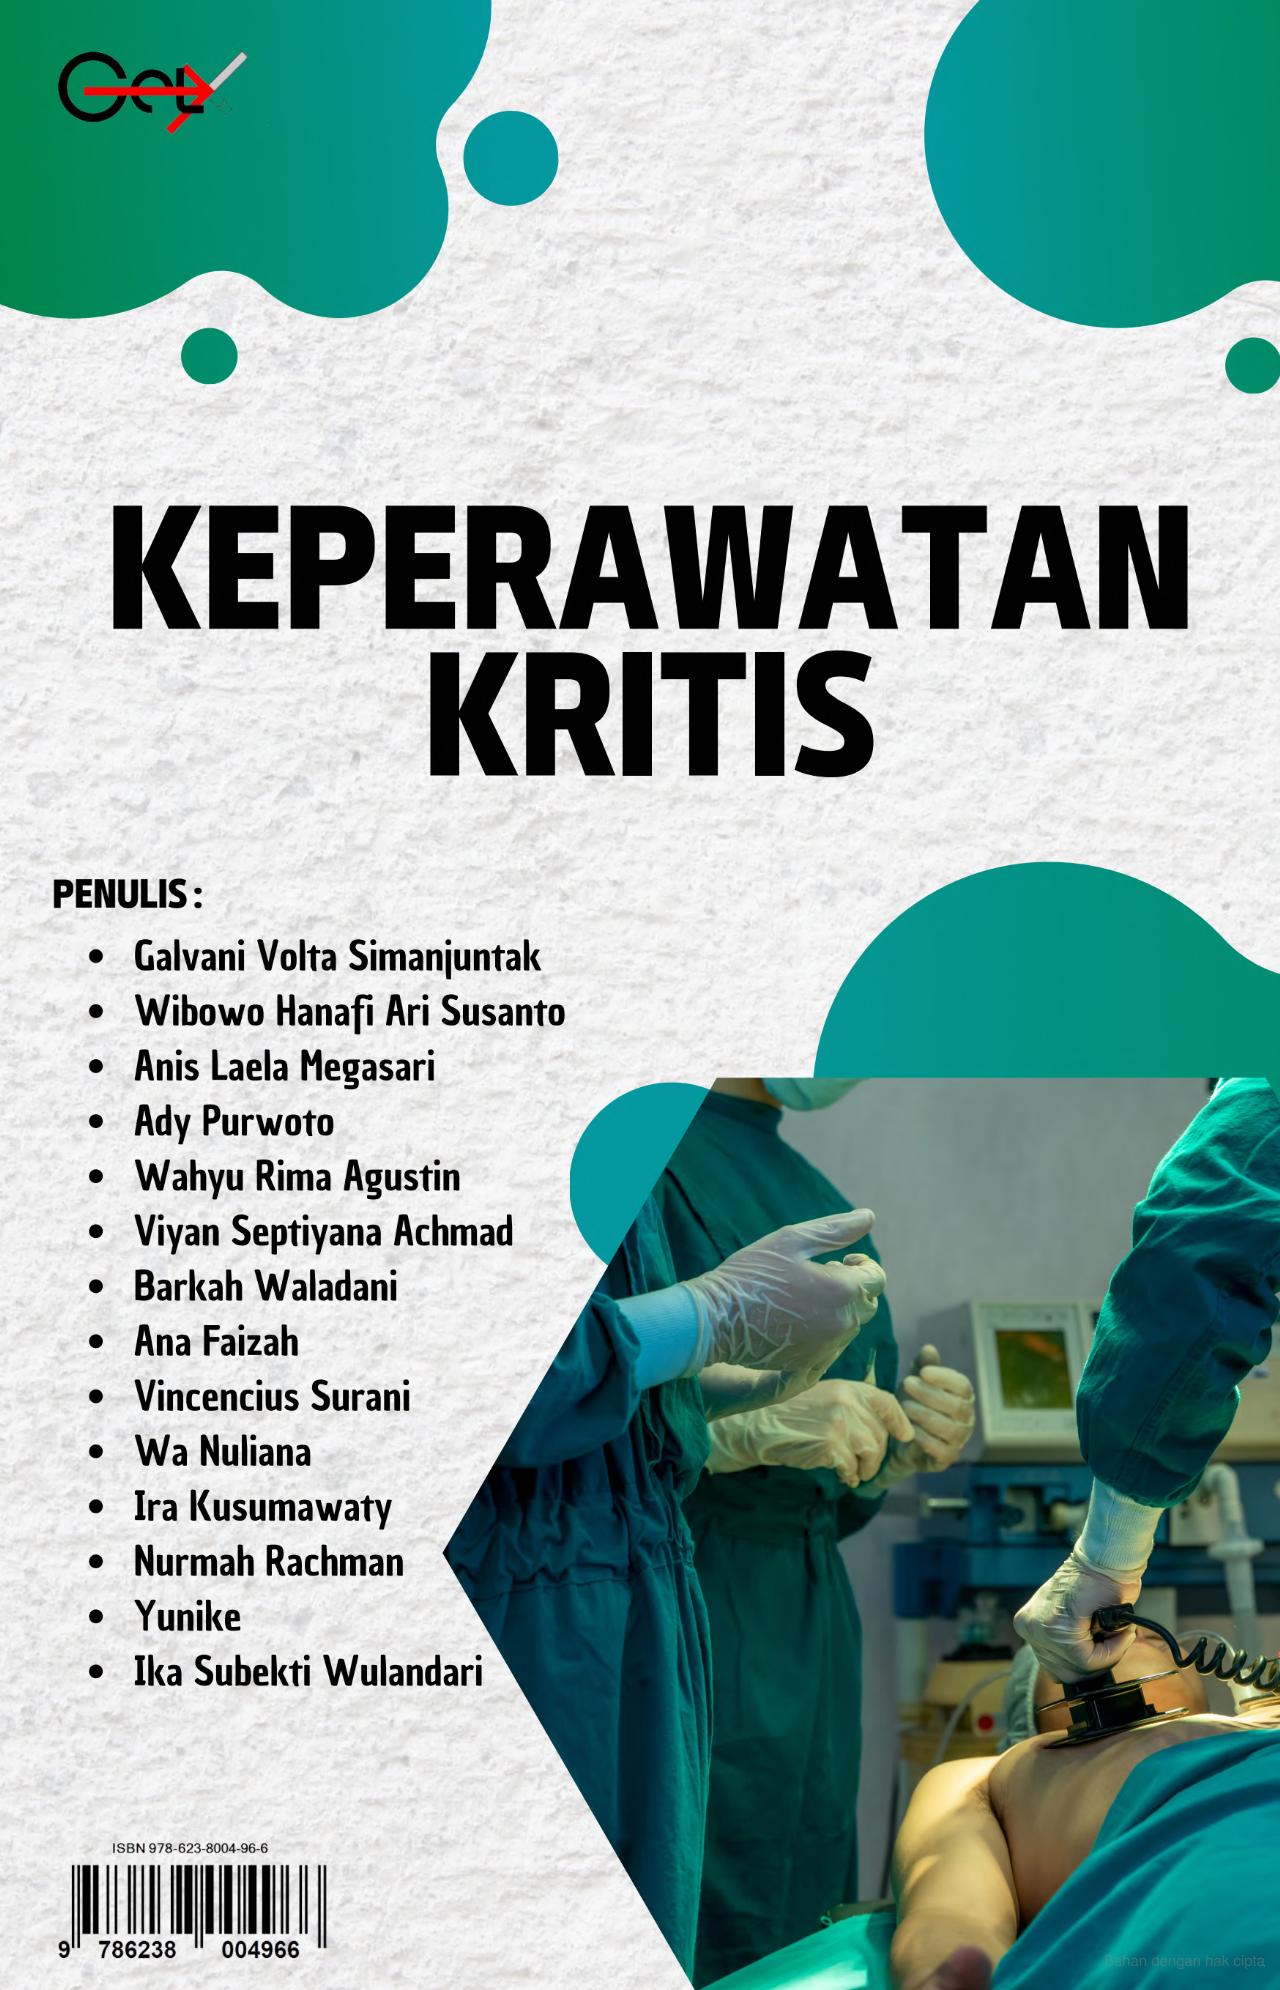 Get
KEPERAWATAN
KRITIS
PENULIS :
• Galvani Volta Simanjuntak
• Wibowo Hanafi Ari Susanto
• Anis Laela Megasari
• Ady Purwoto
• Wahyu Rima Agustin
• Viyan Septiyana Achmad
• Barkah Waladani
• Ana Faizah
• Vincencius Surani
• Wa Nuliana
• Ira Kusumawaty
• Nurmah Rachman
• Yunike
• Ika Subekti Wulandari
ISBN 978-623-8004-96-6
9 786238 004966
Bahan dengan hak cipta